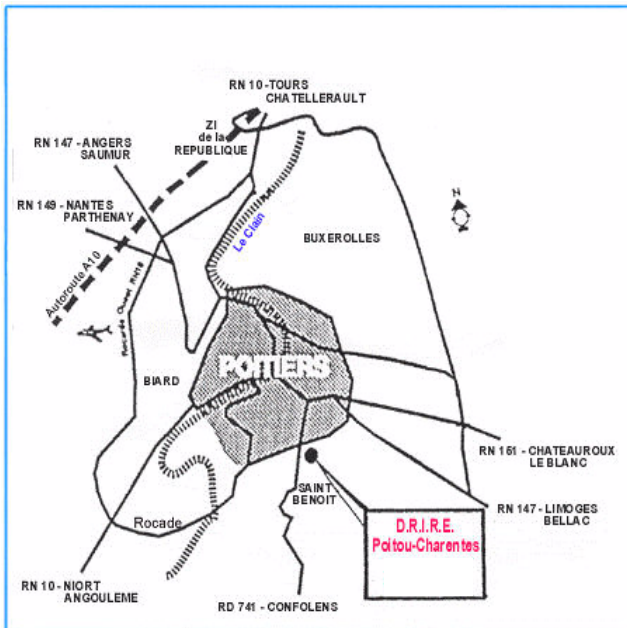 RN 10 - TOURS
CHATELLERAULT
ZI
de la
REPUBLIQUE
RN 147 - ANGERS
SAUMUR
RN 149 - NANTES
PARTHENAY
Autoroute A10
Le Clain
N
BUXEROLLES
POITIERS
BIARD
RN 151 - CHATEAUROUX
LE BLANC
SAINT
BENOIT
RN 147 - LIMOGES
BELLAC
D.R.I.R.E.
Poitou-Charentes
Rocade
RN 10 - NIORT
ANGOULEME
RD 741 - CONFOLENS